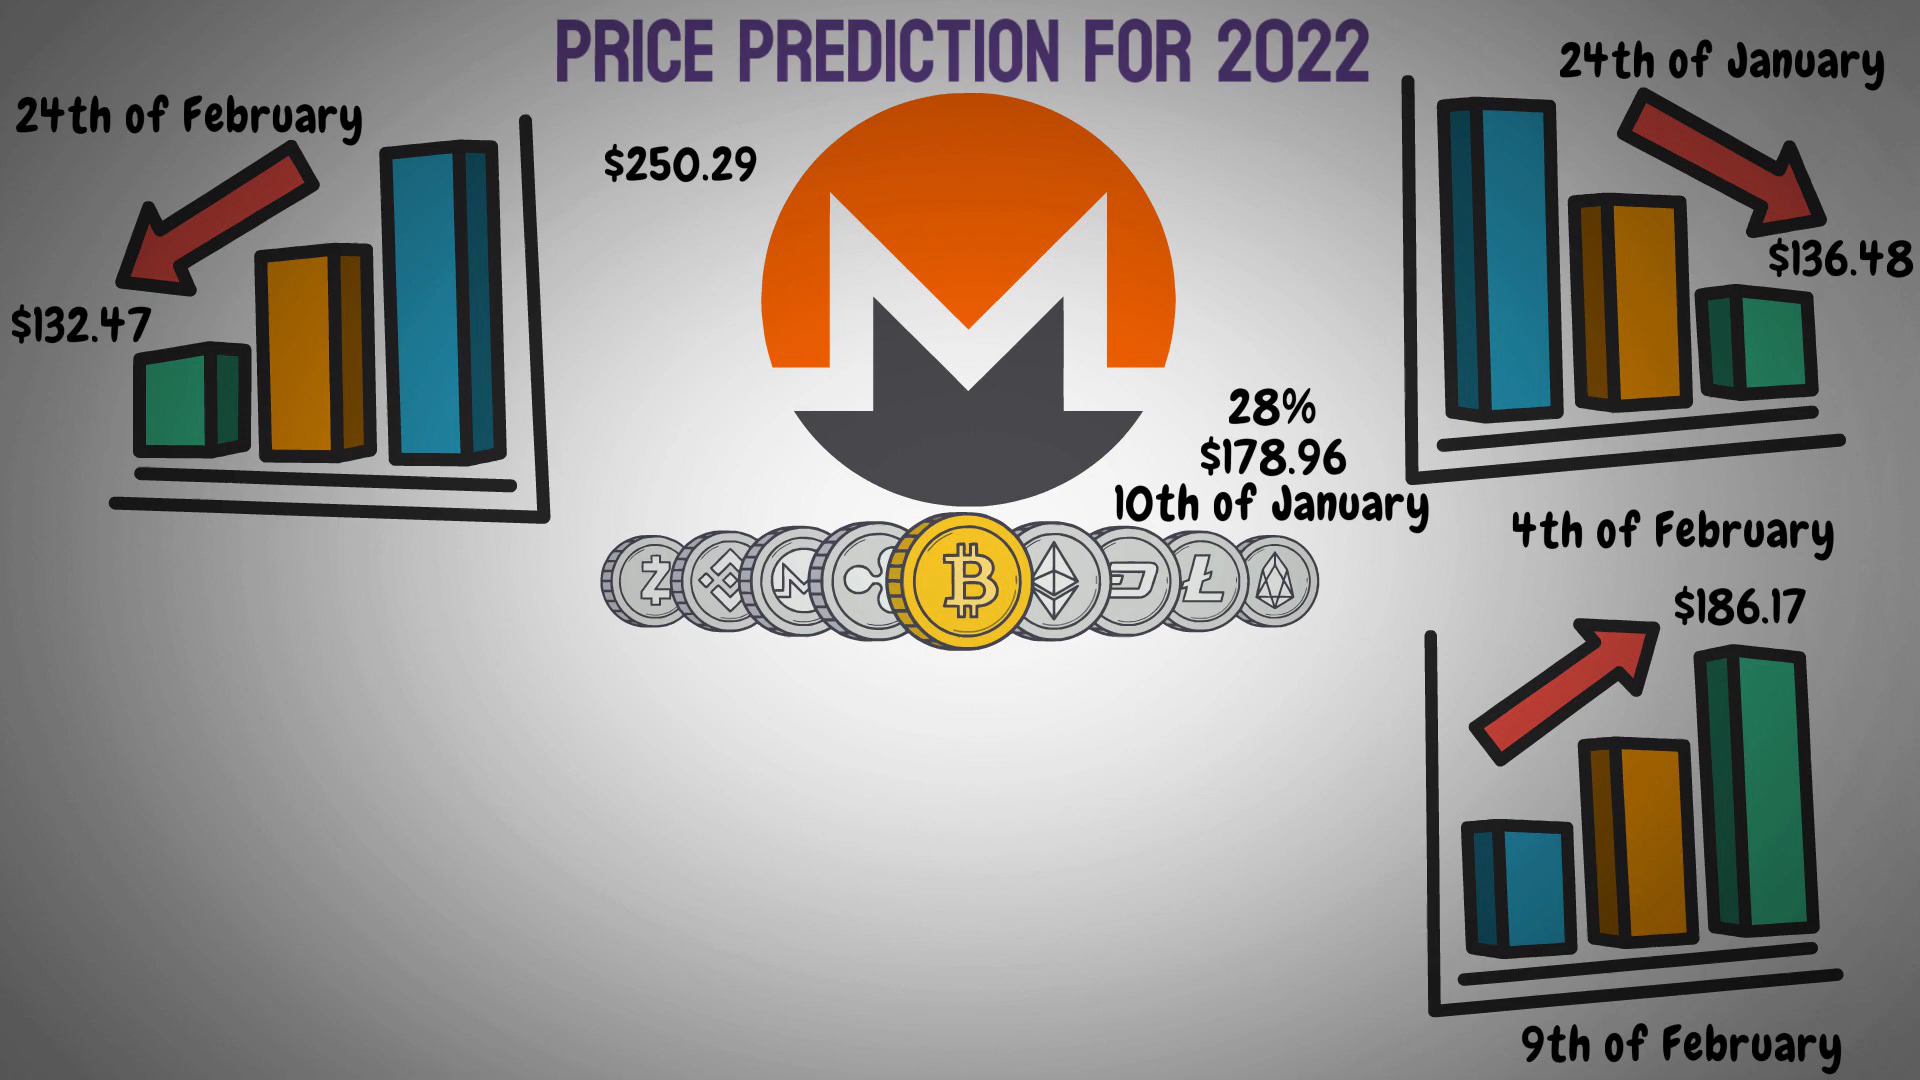 PRICE PREDICTION FOR 2022
24th of February
$132.47
$250.29
28%
$178.96
10th of January
24th of January
$136.48
4th of February
$186.17
9th of February